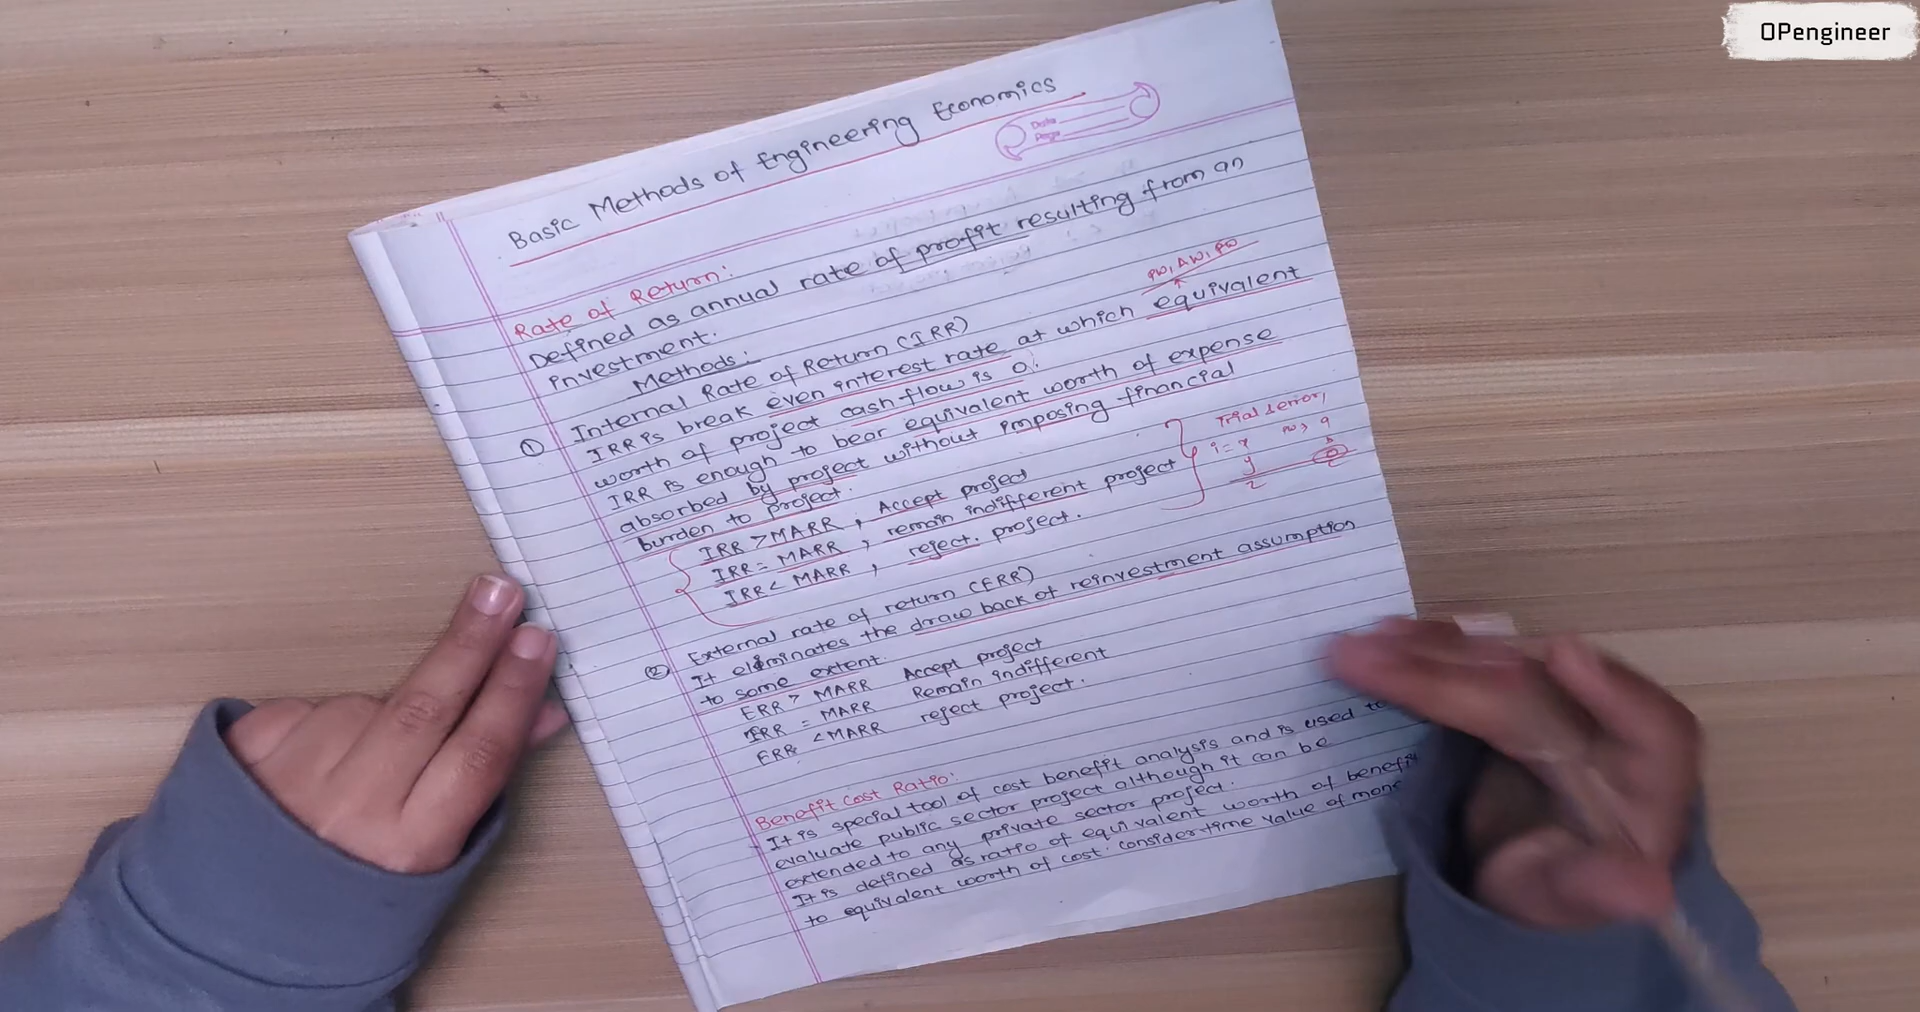 OPengineer
Basic Methods of Engineering Economics
Date
Page
Rate of Return:
Defined as annual rate of profit resulting from an
investment.
Methods:
① Internal Rate of Return (IRR)
PW, AW, FW
IRR is break even interest rate at which equivalent
worth of project cash flow is 0.
IRR is enough to bear equivalent worth of expense
absorbed by project without imposing financial
burden to project.
IRR > MARR, Accept project
IRR = MARR, remain indifferent project
IRR < MARR, reject. project.
Trial & error,
i = x PW, a
y b
z
② External rate of return (ERR)
It eliminates the draw back of reinvestment assumption
to some extent.
ERR > MARR Accept project
IRR = MARR Remain indifferent
ERR < MARR reject project.
Benefit Cost Ratio:
It is special tool of cost benefit analysis and is used to
evaluate public sector project although it can be
extended to any private sector project.
It is defined as ratio of equivalent worth of benefit
to equivalent worth of cost. consider time value of